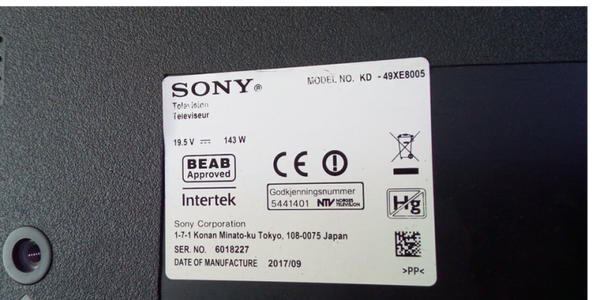 SONY®
MODEL NO. KD - 49XE8005
Television
Televiseur
19.5 V 143 W
BEAB
Approved
CE
Intertek
Godkjenningsnummer
5441401 NTV NORGES TELEVISJON
Hg
Sony Corporation
1-7-1 Konan Minato-ku Tokyo, 108-0075 Japan
SER. NO. 6018227
DATE OF MANUFACTURE 2017/09
>PP<